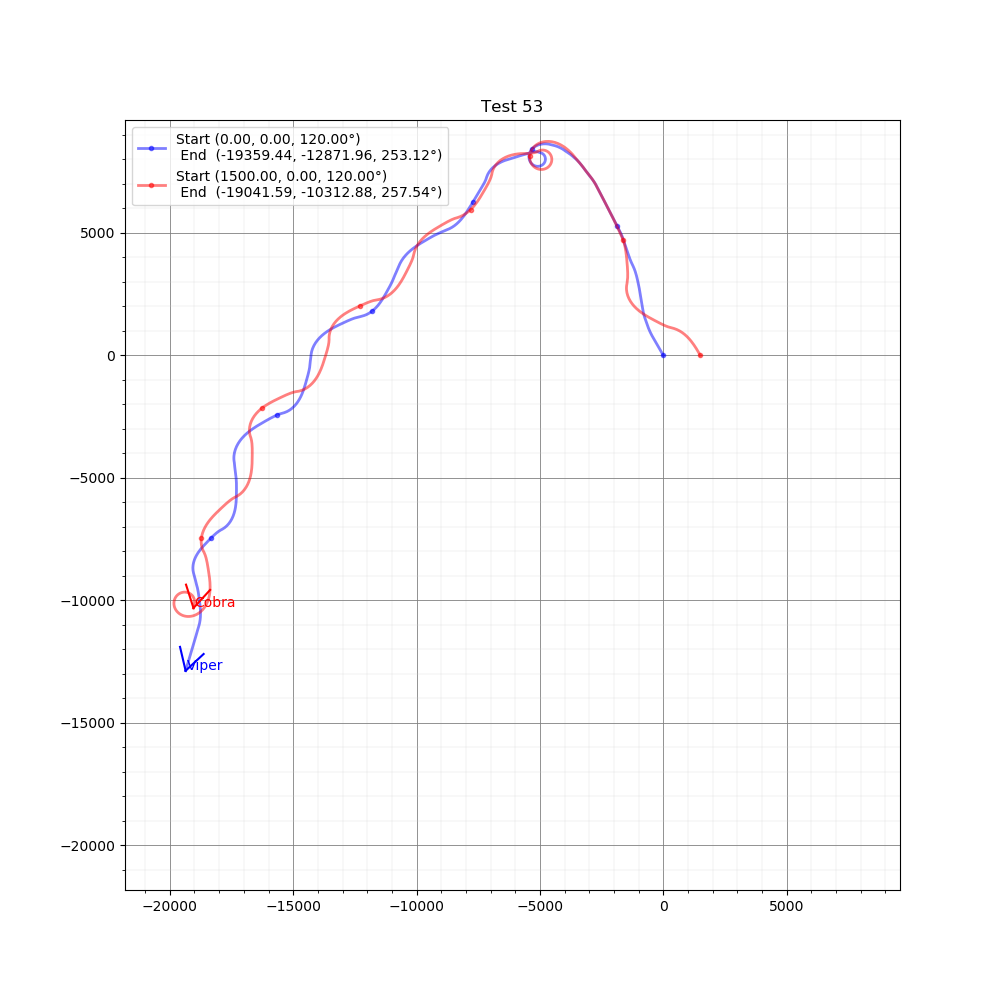 Test 53
Start (0.00, 0.00, 120.00°)
End (-19359.44, -12871.96, 253.12°)
Start (1500.00, 0.00, 120.00°)
End (-19041.59, -10312.88, 257.54°)
5000
0
−5000
−10000
−15000
−20000
Cobra
Viper
−20000 −15000 −10000 −5000 0 5000